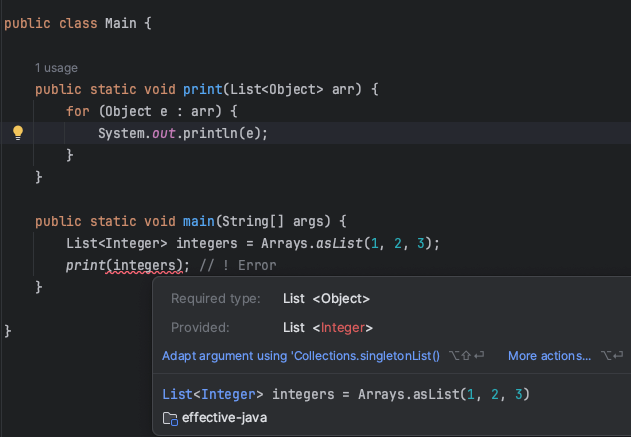 public class Main {
1 usage
public static void print(List<Object> arr) {
for (Object e : arr) {
System.out.println(e);
}
}
public static void main(String[] args) {
List<Integer> integers = Arrays.asList(1, 2, 3);
print(integers); // ! Error
}
}
Required type: List <Object>
Provided: List <Integer>
Adapt argument using 'Collections.singletonList() ⌥⇧⏎ More actions... ⌥⏎
List<Integer> integers = Arrays.asList(1, 2, 3)
effective-java